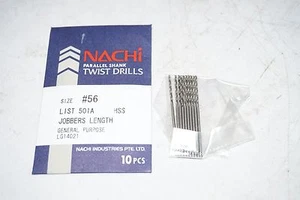 NACHi
PARALLEL SHANK
TWIST DRILLS
SIZE #56
LIST 501A HSS
JOBBERS LENGTH
GENERAL PURPOSE
LS14021
10 PCS
NACHI INDUSTRIES PTE. LTD.